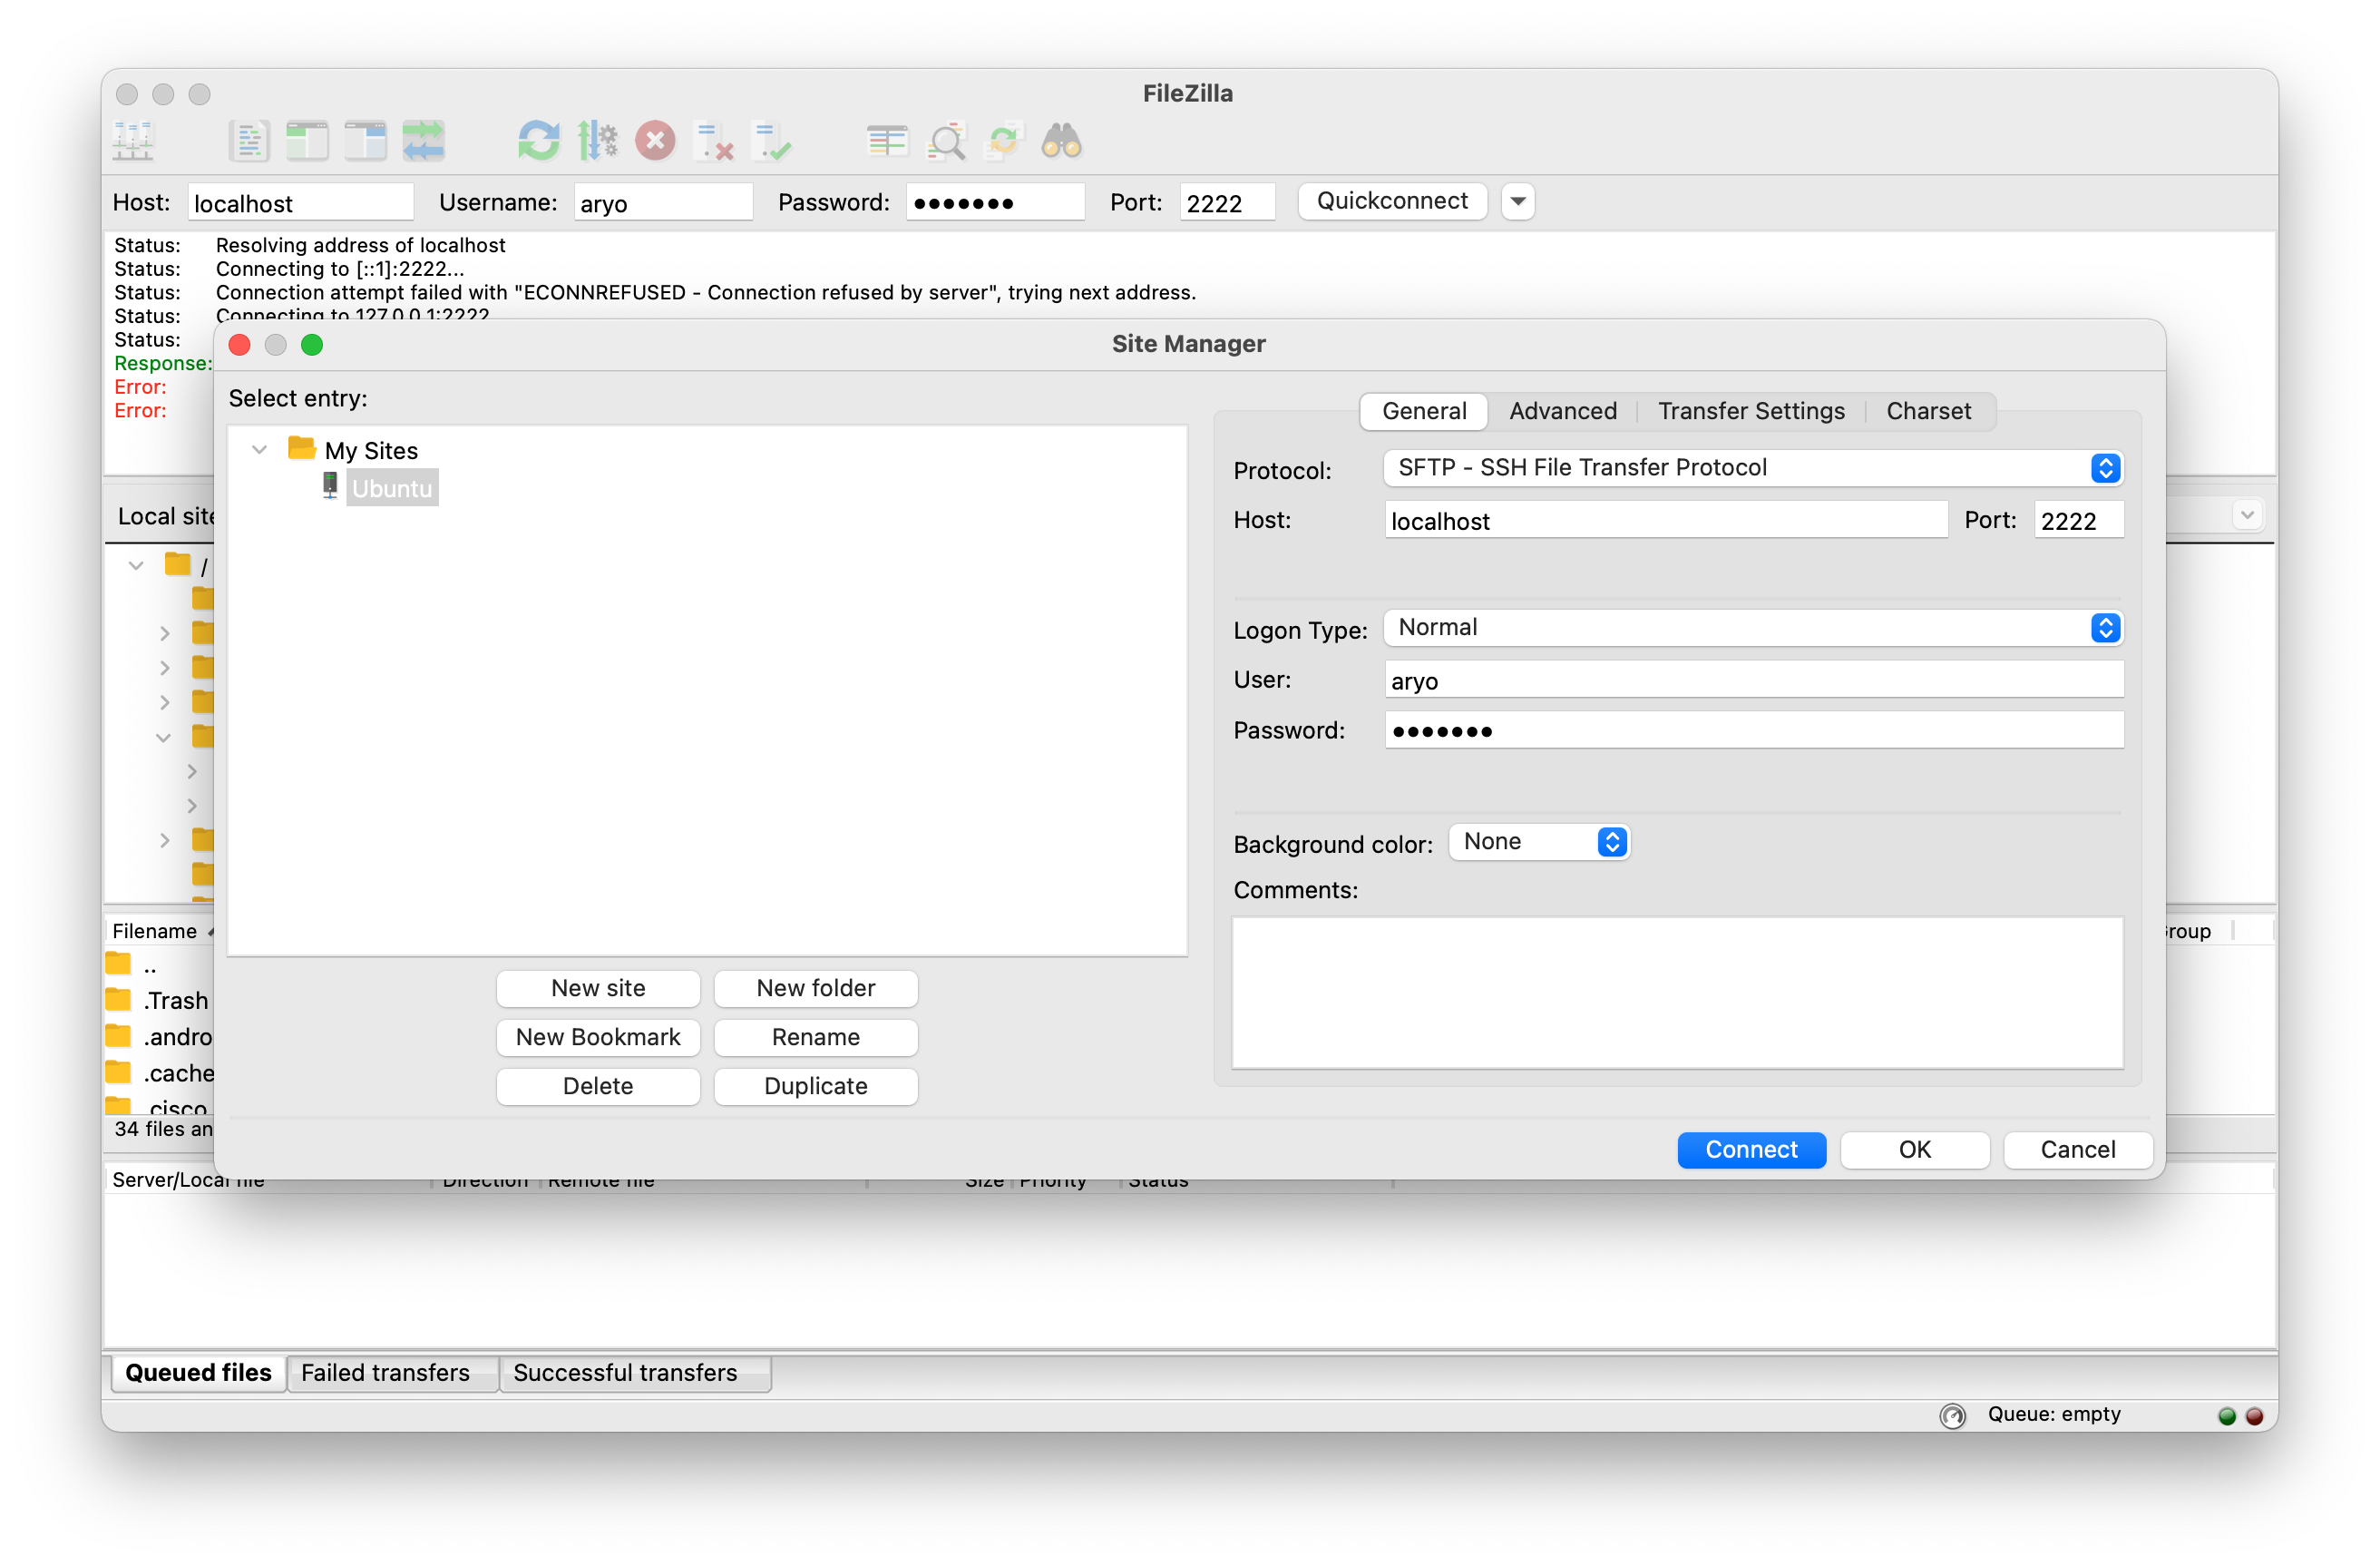 FileZilla
Host: localhost Username: aryo Password: ●●●●●●● Port: 2222 Quickconnect
Status: Resolving address of localhost
Status: Connecting to [::1]:2222...
Status: Connection attempt failed with "ECONNREFUSED - Connection refused by server", trying next address.
Status: Connecting to 127.0.0.1:2222
Status:
Response:
Error:
Error:
Site Manager
Select entry:
My Sites
Ubuntu
New site New folder
New Bookmark Rename
Delete Duplicate
General Advanced Transfer Settings Charset
Protocol: SFTP - SSH File Transfer Protocol
Host: localhost Port: 2222
Logon Type: Normal
User: aryo
Password: ●●●●●●●
Background color: None
Comments:
Connect OK Cancel
Local site
/
Filename
..
.Trash
.andro
.cache
.cisco
34 files an
Server/Local file Direction Remote file Size Priority Status
Queued files Failed transfers Successful transfers
Queue: empty